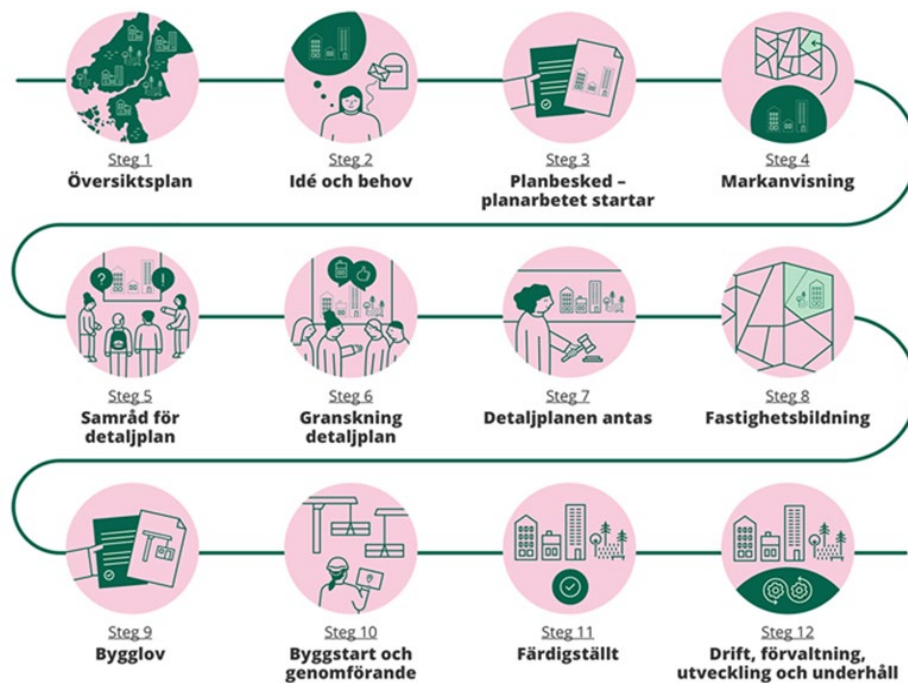 Steg 1
Översiktsplan
Steg 2
Idé och behov
Steg 3
Planbesked –
planarbetet startar
Steg 4
Markanvisning
Steg 5
Samråd för
detaljplan
Steg 6
Granskning
detaljplan
Steg 7
Detaljplanen antas
Steg 8
Fastighetsbildning
Steg 9
Bygglov
Steg 10
Byggstart och
genomförande
Steg 11
Färdigställt
Steg 12
Drift, förvaltning,
utveckling och underhåll